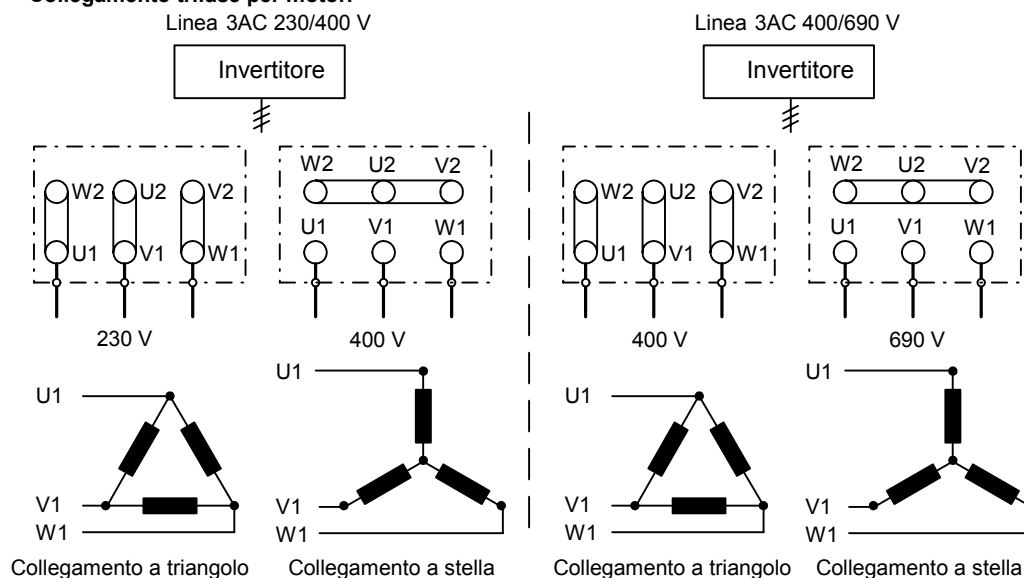 Collegamento trifase per motori
Linea 3AC 230/400 V
Invertitore
W2 U2 V2
U1 V1 W1
W2 U2 V2
U1 V1 W1
230 V
400 V
U1
V1
W1
U1
V1
W1
Collegamento a triangolo
Collegamento a stella
Linea 3AC 400/690 V
Invertitore
W2 U2 V2
U1 V1 W1
W2 U2 V2
U1 V1 W1
400 V
690 V
U1
V1
W1
U1
V1
W1
Collegamento a triangolo
Collegamento a stella